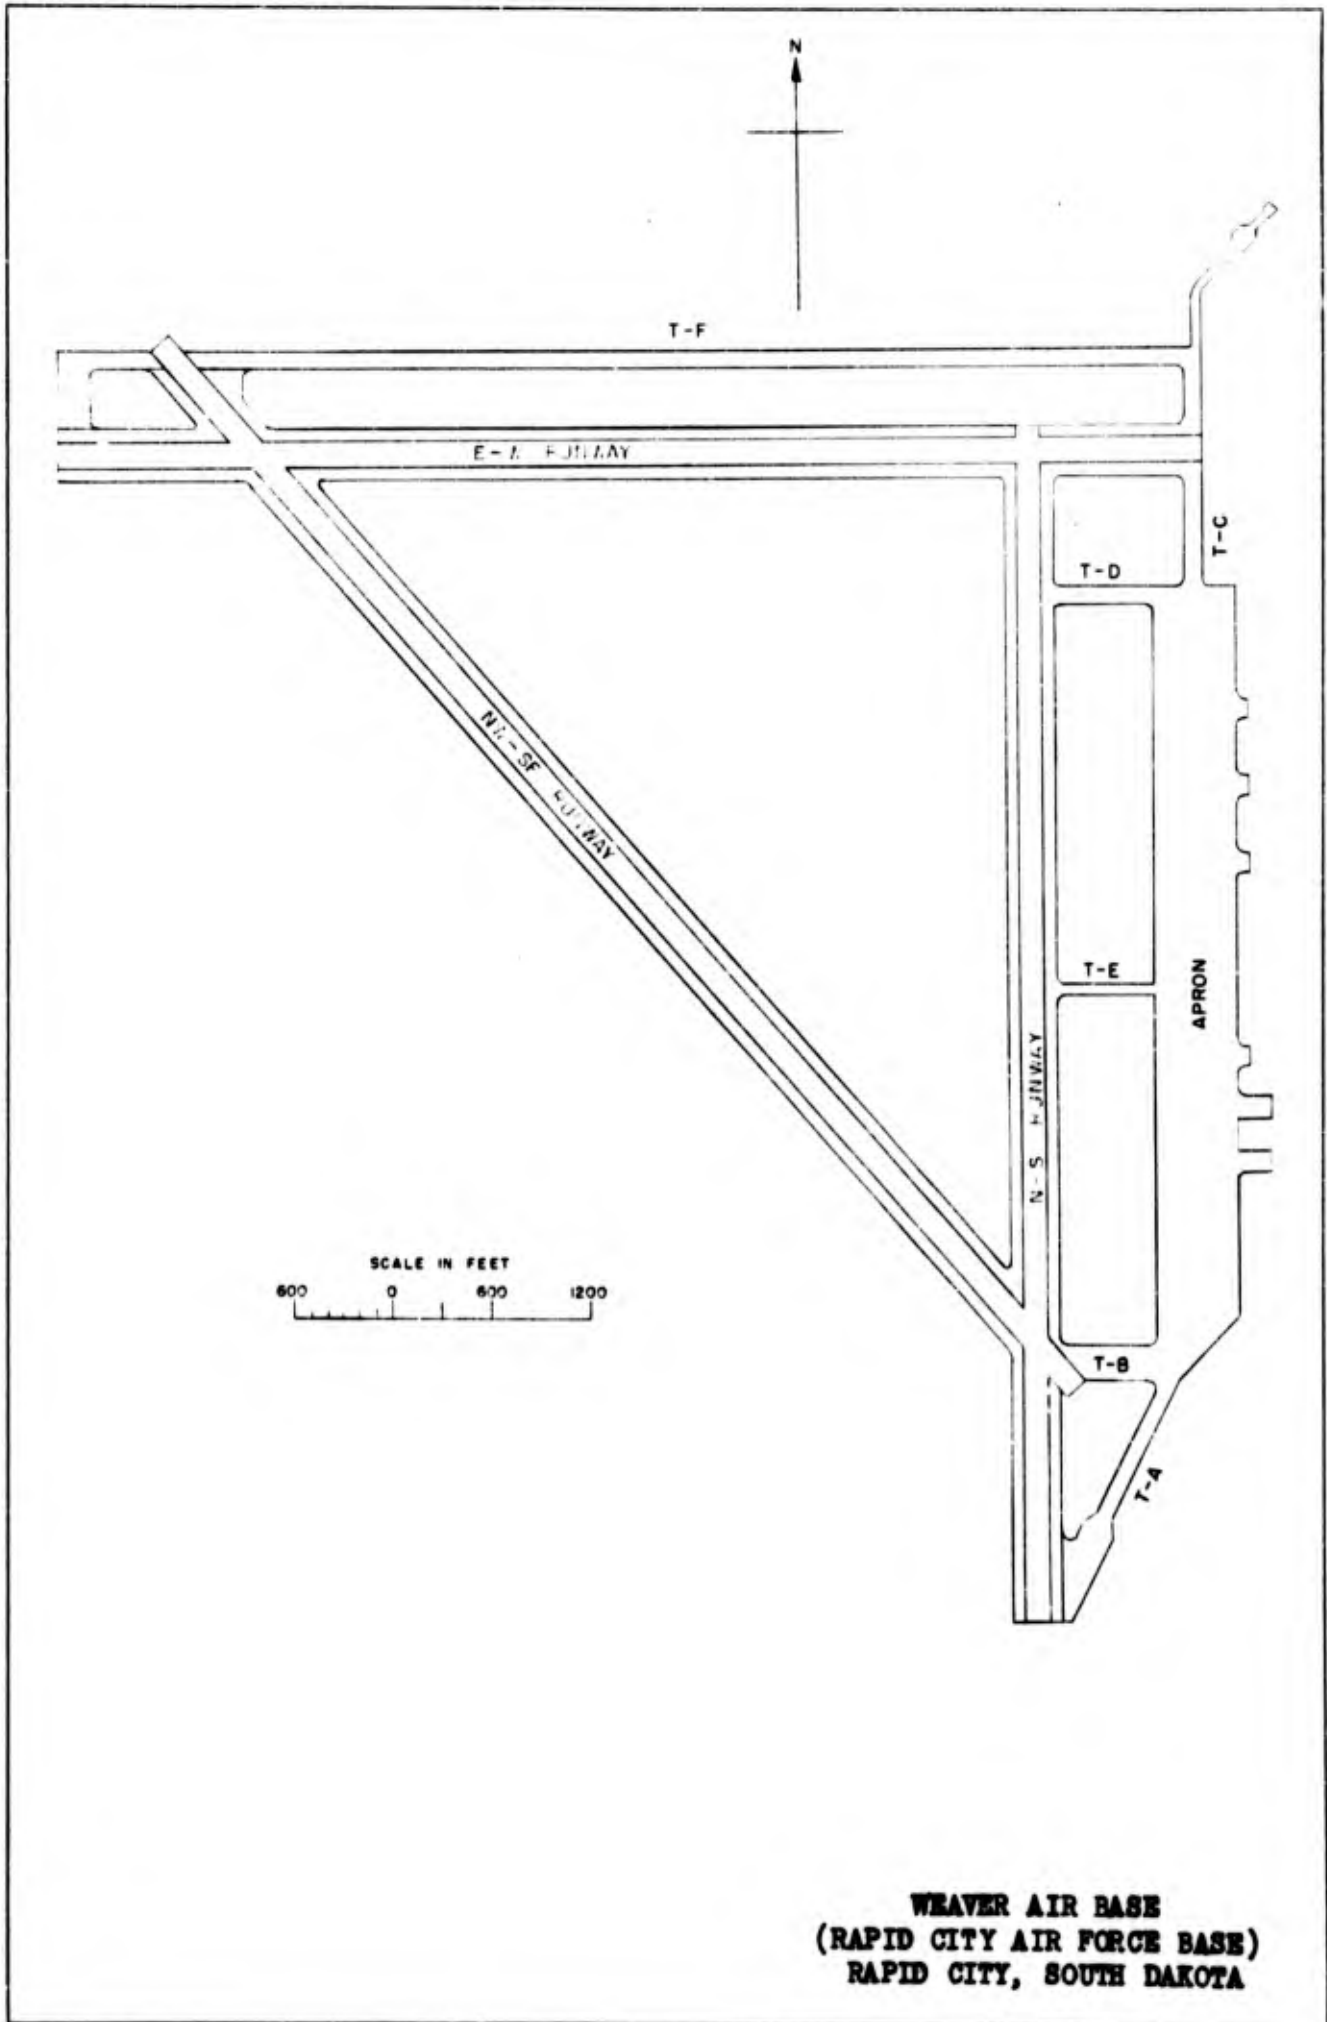 N
T-F
E-W RUNWAY
T-C
T-D
NW-SE RUNWAY
T-E
APRON
N-S RUNWAY
SCALE IN FEET
600 0 600 1200
T-B
T-A
WEAVER AIR BASE
(RAPID CITY AIR FORCE BASE)
RAPID CITY, SOUTH DAKOTA